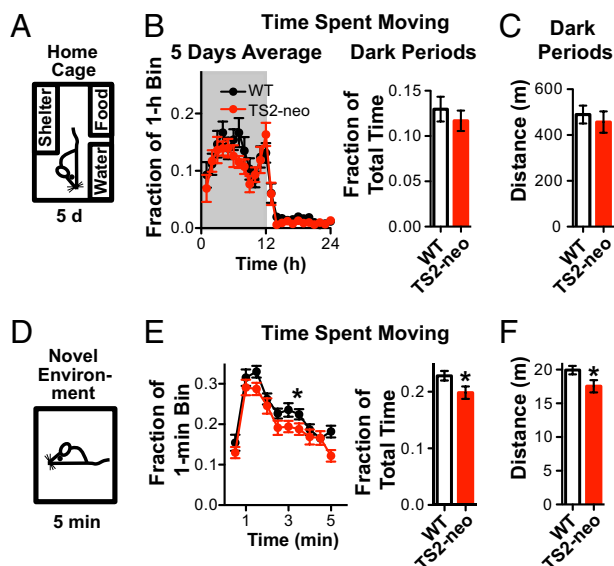 A
Home
Cage
Shelter
Food
Water
5 d
B
Time Spent Moving
5 Days Average
WT
TS2-neo
Fraction of 1-h Bin
0.2
0.1
0.0
0
12
24
Time (h)
Dark Periods
Fraction of
Total Time
0.15
0.10
0.05
0.00
WT
TS2-neo
C
Dark
Periods
Distance (m)
600
400
200
0
WT
TS2-neo
D
Novel
Environ-
ment
5 min
E
Time Spent Moving
Fraction of
1-min Bin
0.3
0.2
0.1
0.0
*
1
3
5
Time (min)
Fraction of
Total Time
0.2
0.1
0.0
*
WT
TS2-neo
F
Distance (m)
20
15
10
5
0
*
WT
TS2-neo